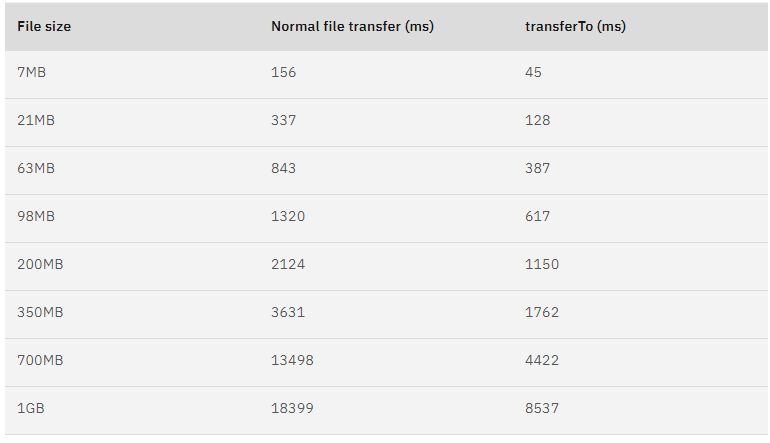 File size Normal file transfer (ms) transferTo (ms)
7MB 156 45
21MB 337 128
63MB 843 387
98MB 1320 617
200MB 2124 1150
350MB 3631 1762
700MB 13498 4422
1GB 18399 8537